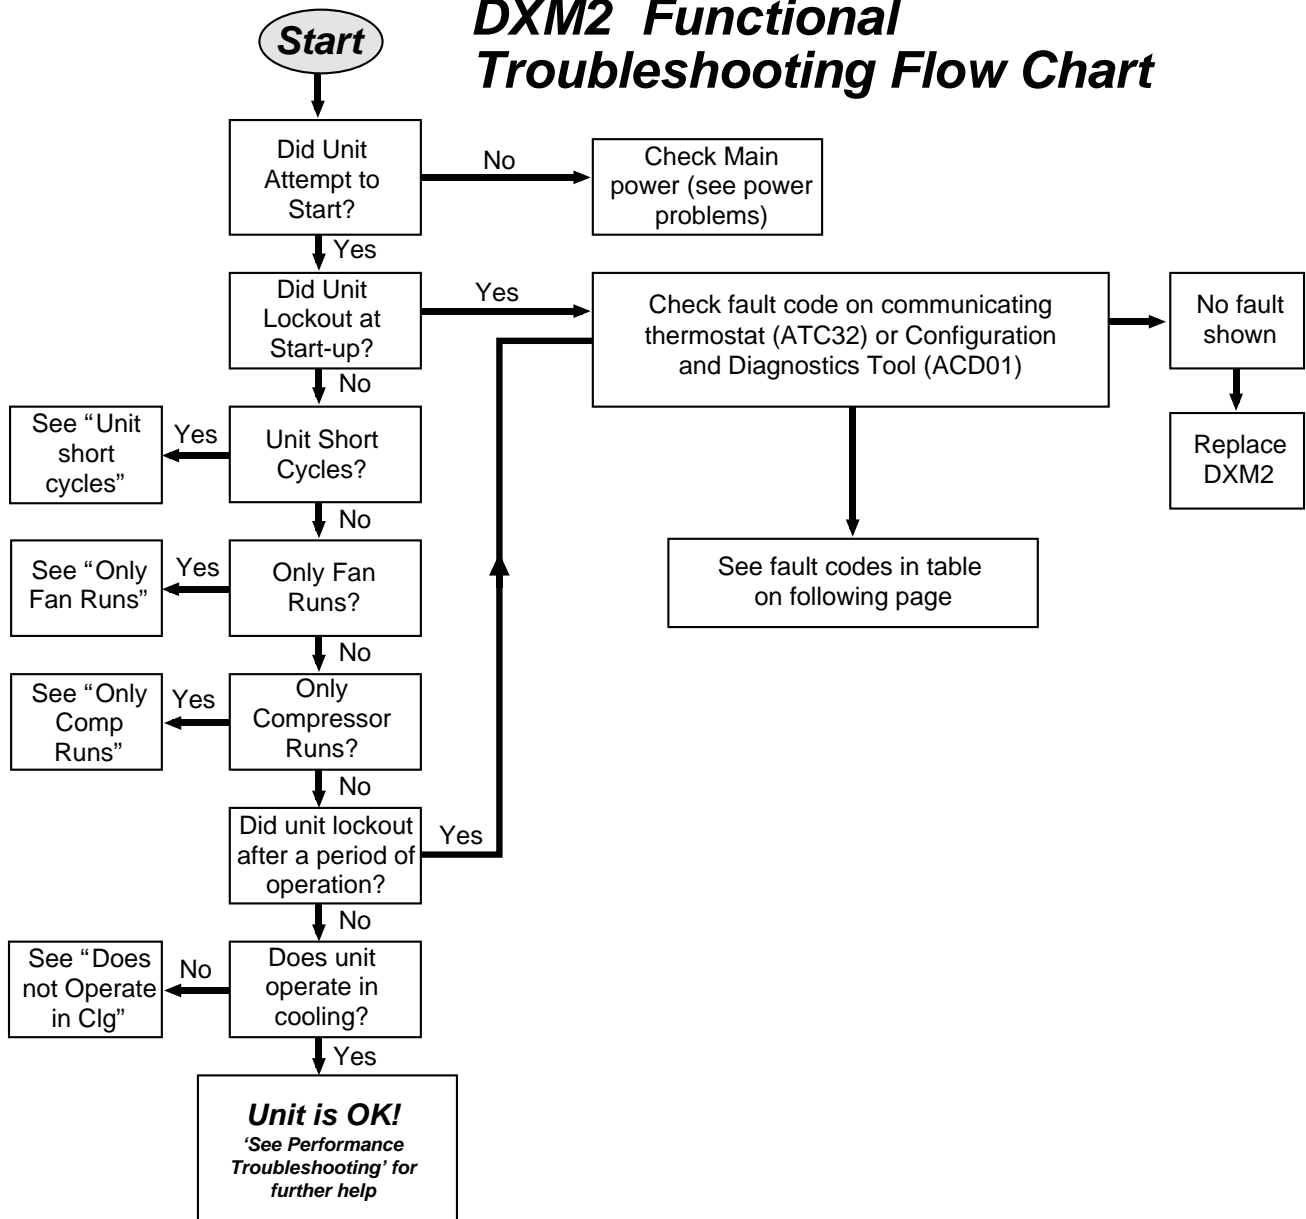 DXM2 Functional
Troubleshooting Flow Chart
Start
Did Unit
Attempt to
Start?
No
Check Main
power (see power
problems)
Yes
Did Unit
Lockout at
Start-up?
Yes
Check fault code on communicating
thermostat (ATC32) or Configuration
and Diagnostics Tool (ACD01)
No fault
shown
Replace
DXM2
See fault codes in table
on following page
No
Unit Short
Cycles?
Yes
See “Unit
short
cycles”
No
Only Fan
Runs?
Yes
See “Only
Fan Runs”
No
Only
Compressor
Runs?
Yes
See “Only
Comp
Runs”
No
Did unit lockout
after a period of
operation?
Yes
No
Does unit
operate in
cooling?
No
See “Does
not Operate
in Clg”
Yes
Unit is OK!
‘See Performance
Troubleshooting’ for
further help